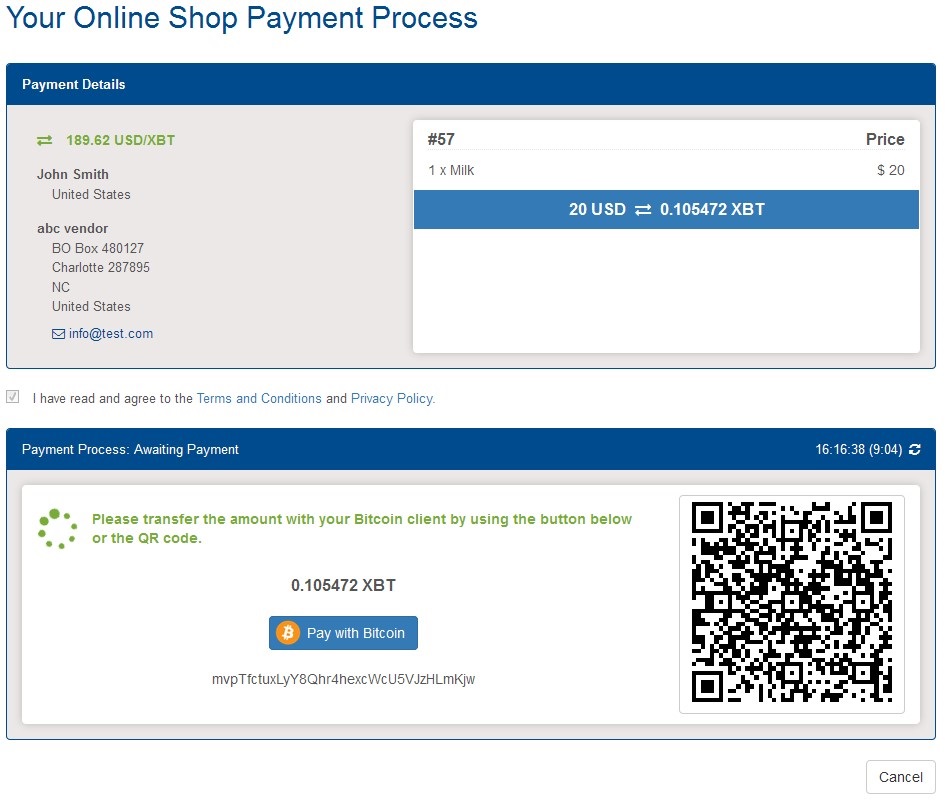 Your Online Shop Payment Process
Payment Details
189.62 USD/XBT
John Smith
United States
abc vendor
BO Box 480127
Charlotte 287895
NC
United States
info@test.com
#57 Price
1 x Milk $ 20
20 USD ⇄ 0.105472 XBT
I have read and agree to the Terms and Conditions and Privacy Policy.
Payment Process: Awaiting Payment 16:16:38 (9:04)
Please transfer the amount with your Bitcoin client by using the button below
or the QR code.
0.105472 XBT
Pay with Bitcoin
mvpTfctuxLyY8Qhr4hexcWcU5VJzHLmKjw
Cancel